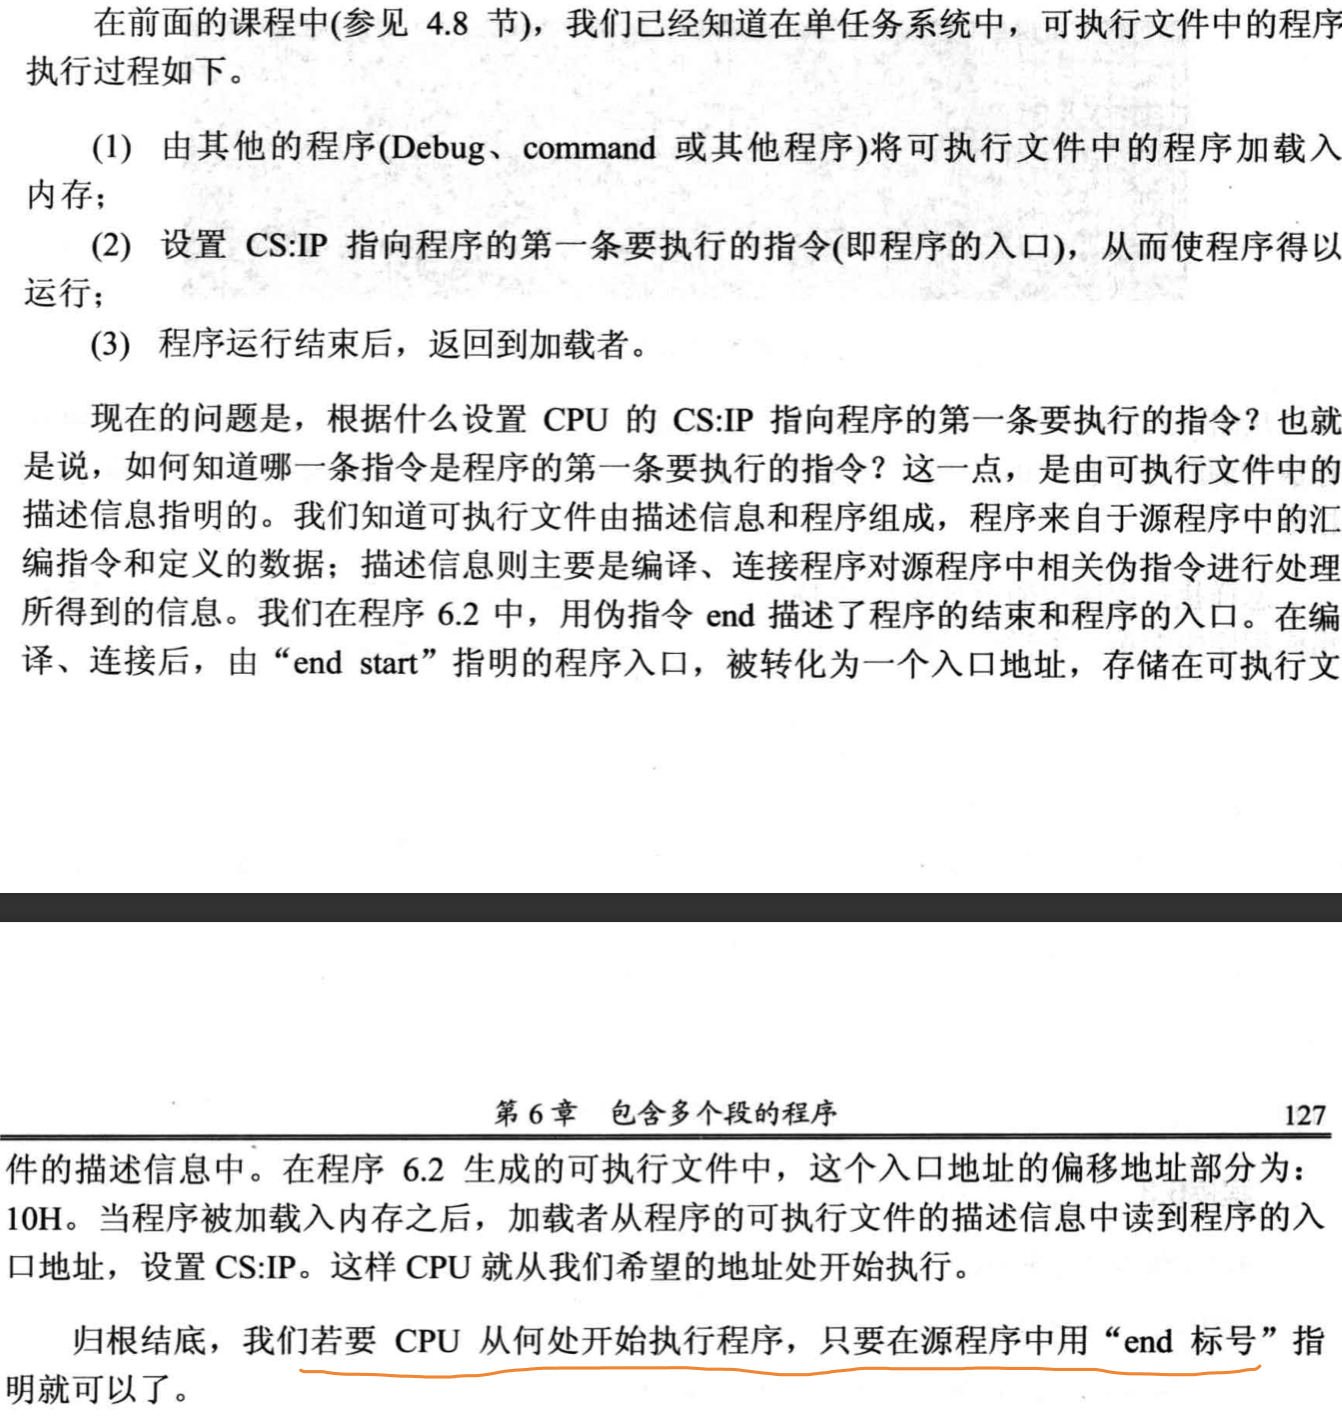 在前面的课程中(参见 4.8 节)，我们已经知道在单任务系统中，可执行文件中的程序
执行过程如下。
(1) 由其他的程序(Debug、command 或其他程序)将可执行文件中的程序加载入
内存；
(2) 设置 CS:IP 指向程序的第一条要执行的指令(即程序的入口)，从而使程序得以
运行；
(3) 程序运行结束后，返回到加载者。
现在的问题是，根据什么设置 CPU 的 CS:IP 指向程序的第一条要执行的指令？也就
是说，如何知道哪一条指令是程序的第一条要执行的指令？这一点，是由可执行文件中的
描述信息指明的。我们知道可执行文件由描述信息和程序组成，程序来自于源程序中的汇
编指令和定义的数据；描述信息则主要是编译、连接程序对源程序中相关伪指令进行处理
所得到的信息。我们在程序 6.2 中，用伪指令 end 描述了程序的结束和程序的入口。在编
译、连接后，由“end start”指明的程序入口，被转化为一个入口地址，存储在可执行文
第 6 章 包含多个段的程序 127
件的描述信息中。在程序 6.2 生成的可执行文件中，这个入口地址的偏移地址部分为：
10H。当程序被加载入内存之后，加载者从程序的可执行文件的描述信息中读到程序的入
口地址，设置 CS:IP。这样 CPU 就从我们希望的地址处开始执行。
归根结底，我们若要 CPU 从何处开始执行程序，只要在源程序中用“end 标号”指
明就可以了。